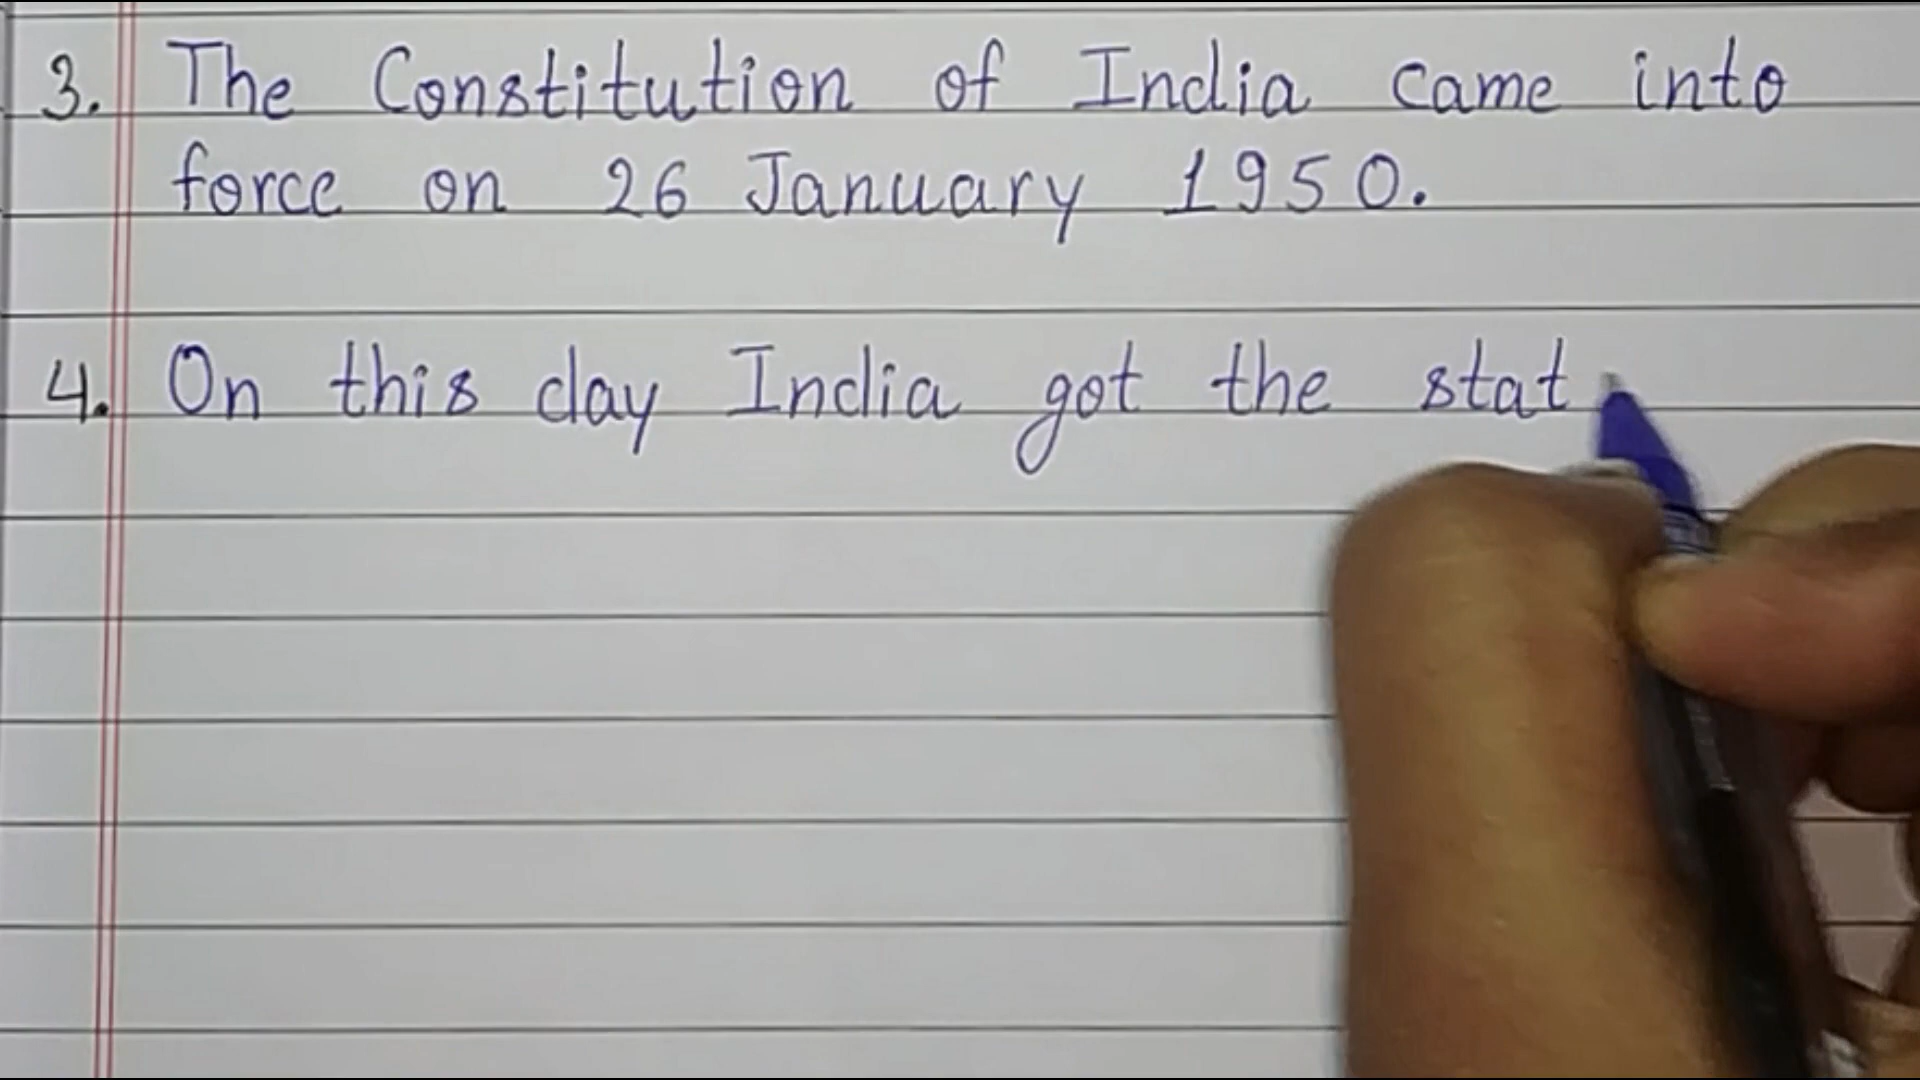 3. The Constitution of India came into
force on 26 January 1950.
4. On this day India got the stat